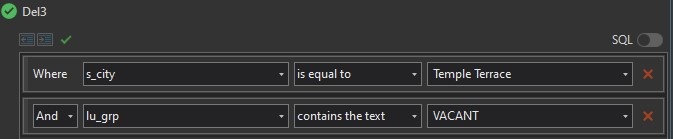 Del3
SQL
Where s_city is equal to Temple Terrace
And lu_grp contains the text VACANT